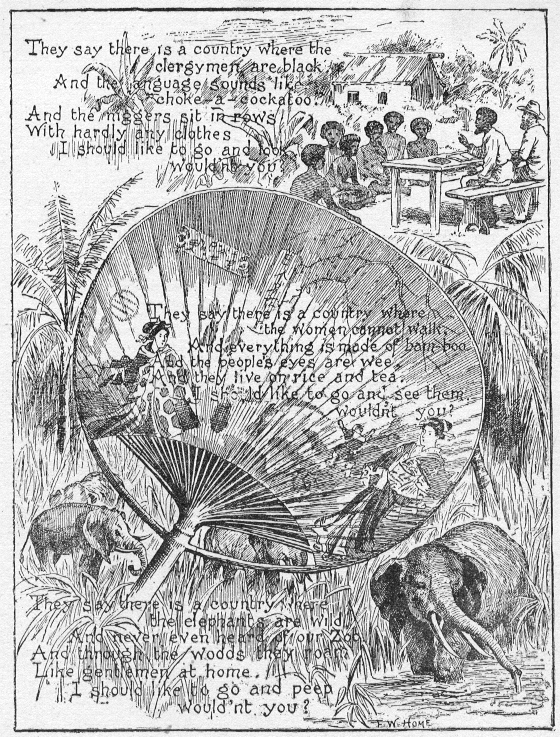 They say there is a country where the
clergymen are black
And the language sounds like
choke-a-cockatoo.
And the niggers sit in rows
With hardly any clothes
I should like to go and look,
Would'nt you?
They say there is a country where
the women cannot walk,
And everything is made of bam-boo
And the people's eyes are wee,
And they live on rice and tea.
I should like to go and see them,
Would'nt you?
They say there is a country where
the elephants are wild,
And never even heard of our Zoo
And through the woods they roam
Like gentlemen at home.
I should like to go and peep
Would'nt you?
F. W. HOME